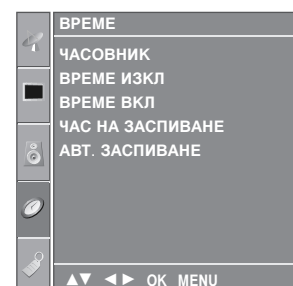 ВРЕМЕ
ЧАСОВНИК
ВРЕМЕ ИЗКЛ
ВРЕМЕ ВКЛ
ЧАС НА ЗАСПИВАНЕ
АВТ. ЗАСПИВАНЕ
▲▼ ◄► OK MENU